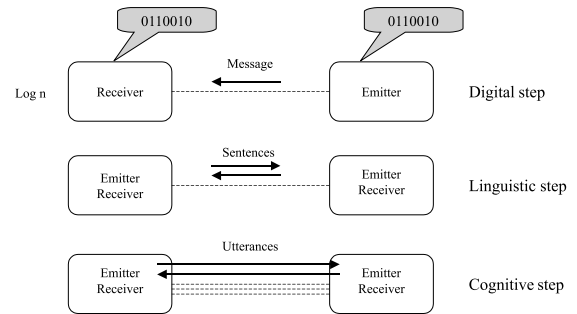 0110010 0110010
Message
Log n Receiver Emitter Digital step
Sentences
Emitter Receiver Emitter Receiver Linguistic step
Utterances
Emitter Receiver Emitter Receiver Cognitive step